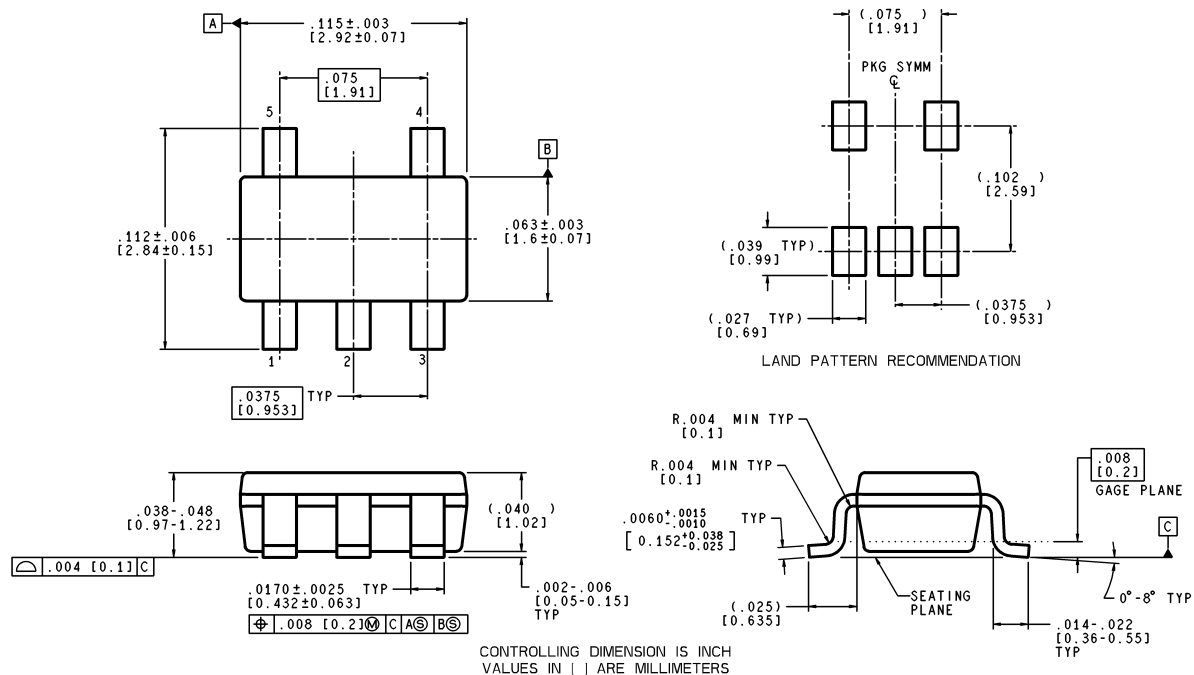 A
.115±.003
[2.92±0.07]
.075
[1.91]
5
4
B
.112±.006
[2.84±0.15]
.063±.003
[1.6±0.07]
1
2
3
.0375 TYP
[0.953]
(.075 )
[1.91]
PKG SYMM
℄
(.102 )
[2.59]
(.039 TYP)
[0.99]
(.027 TYP)
[0.69]
(.0375 )
[0.953]
LAND PATTERN RECOMMENDATION
.038-.048
[0.97-1.22]
(.040 )
[1.02]
⌓ .004 [0.1] C
.0170±.0025 TYP
[0.432±0.063]
⌖ .008 [0.2]Ⓜ C AⓈ BⓈ
.002-.006
[0.05-0.15]
TYP
R.004 MIN TYP
[0.1]
R.004 MIN TYP
[0.1]
.0060+.0015 -.0010 TYP
[0.152+0.038 -0.025]
.008
[0.2]
GAGE PLANE
C
(.025)
[0.635]
SEATING
PLANE
0°-8° TYP
.014-.022
[0.36-0.55]
TYP
CONTROLLING DIMENSION IS INCH
VALUES IN [ ] ARE MILLIMETERS